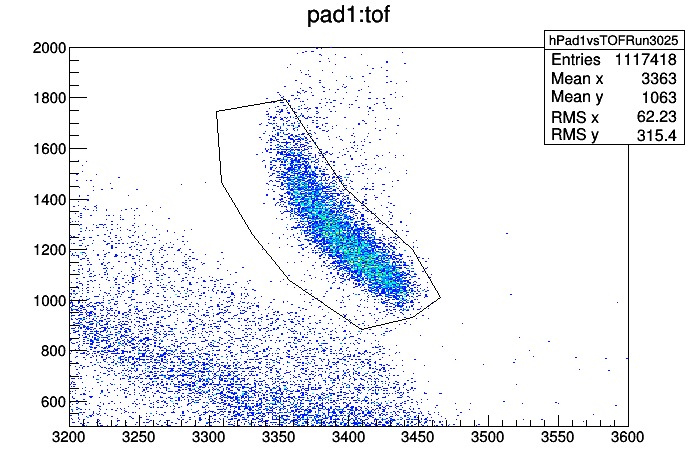 pad1:tof
hPad1vsTOFRun3025
Entries 1117418
Mean x 3363
Mean y 1063
RMS x 62.23
RMS y 315.4
2000
1800
1600
1400
1200
1000
800
600
3200 3250 3300 3350 3400 3450 3500 3550 3600